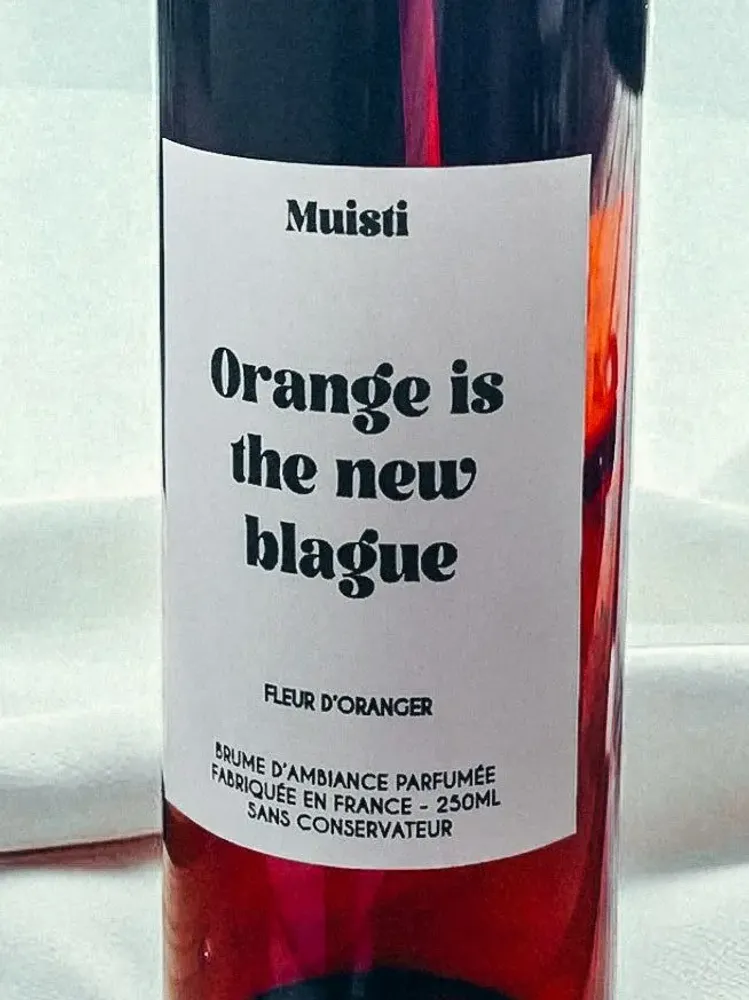 Muisti
Orange is
the new
blague
FLEUR D'ORANGER
BRUME D'AMBIANCE PARFUMÉE
FABRIQUÉE EN FRANCE - 250ML
SANS CONSERVATEUR